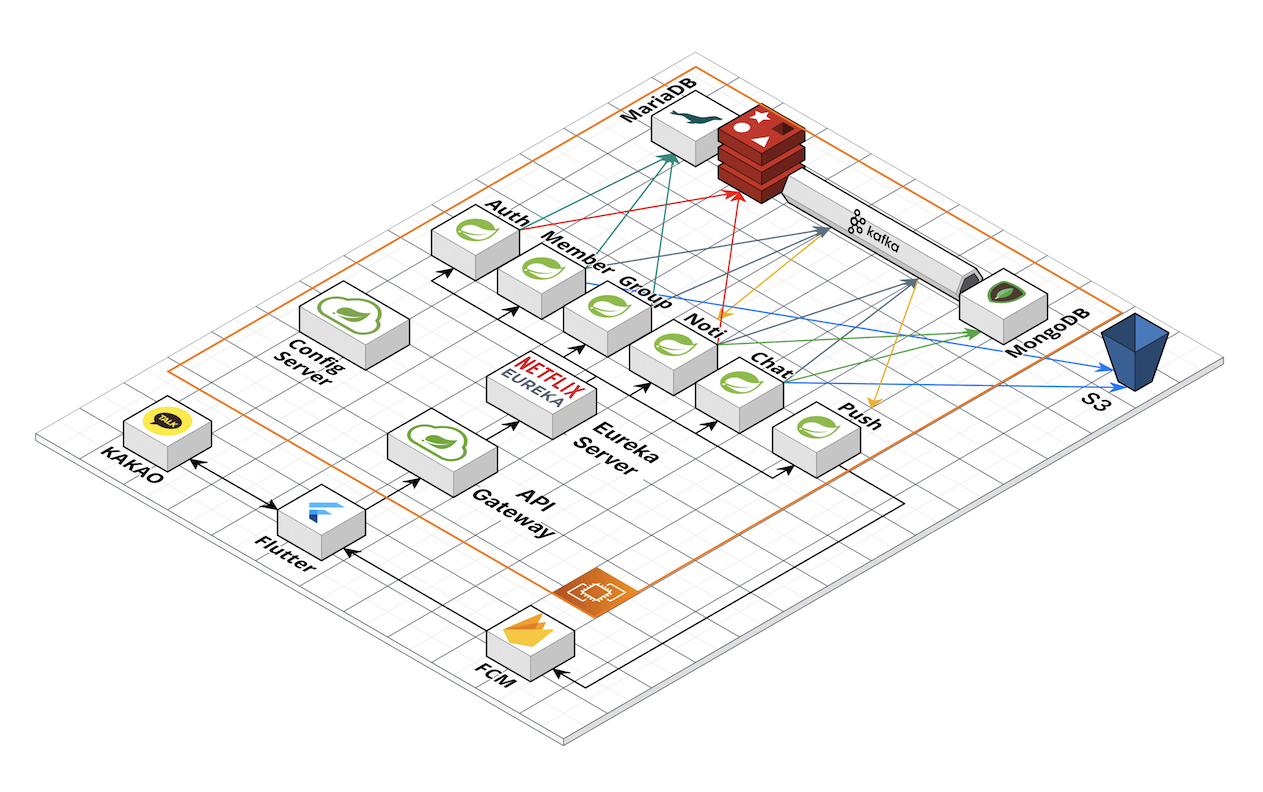 MariaDB
kafka
Auth
Member
Group
Noti
Chat
Push
MongoDB
S3
Config
Server
NETFLIX
EUREKA
Eureka
Server
API
Gateway
TALK
KAKAO
Flutter
FCM